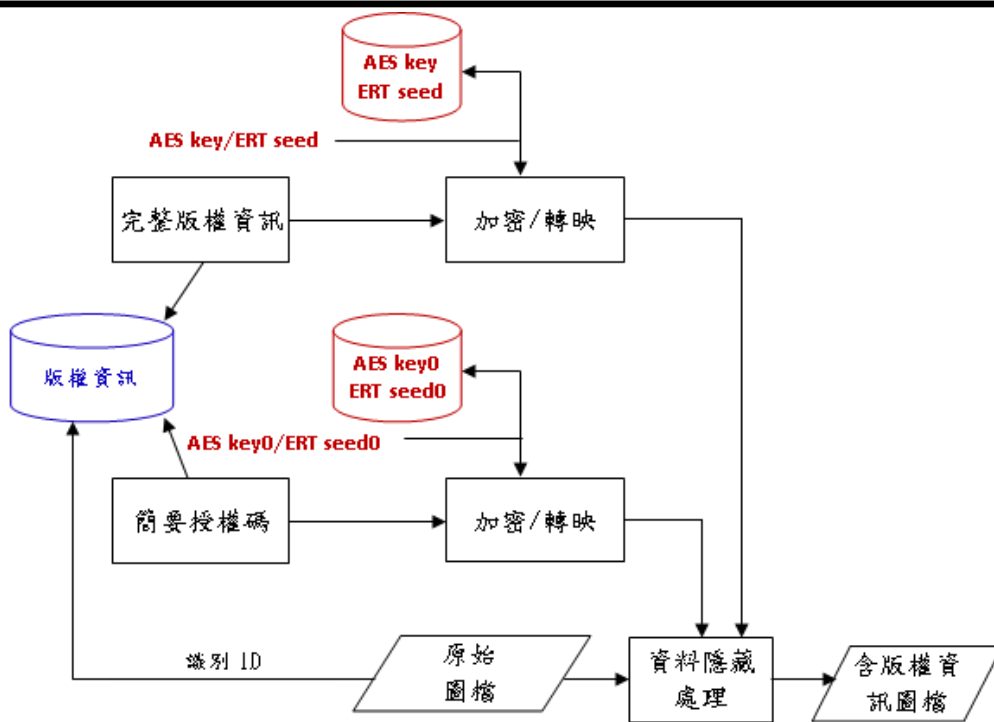 AES key
ERT seed
AES key/ERT seed
完整版權資訊
加密/轉映
版權資訊
AES key0
ERT seed0
AES key0/ERT seed0
簡要授權碼
加密/轉映
識別 ID
原始
圖檔
資料隱藏
處理
含版權資
訊圖檔